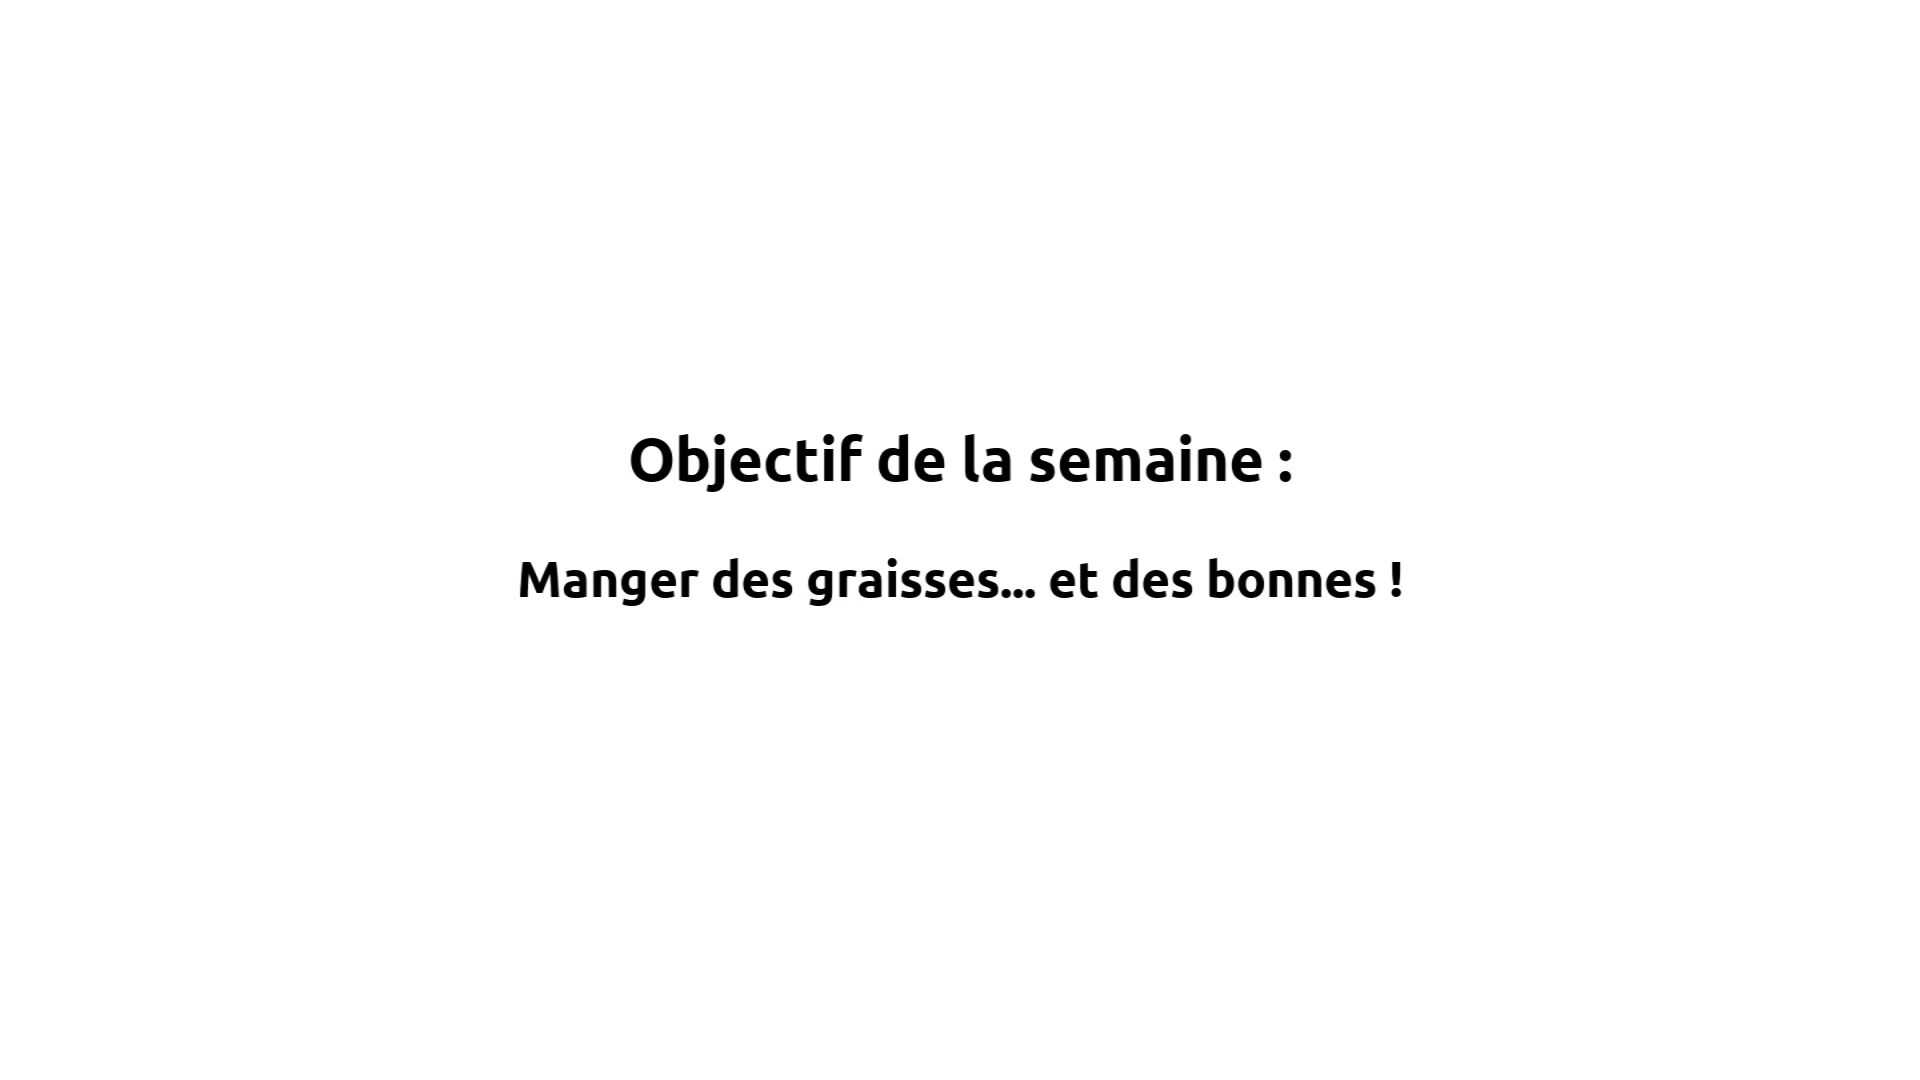 Objectif de la semaine :
Manger des graisses... et des bonnes !